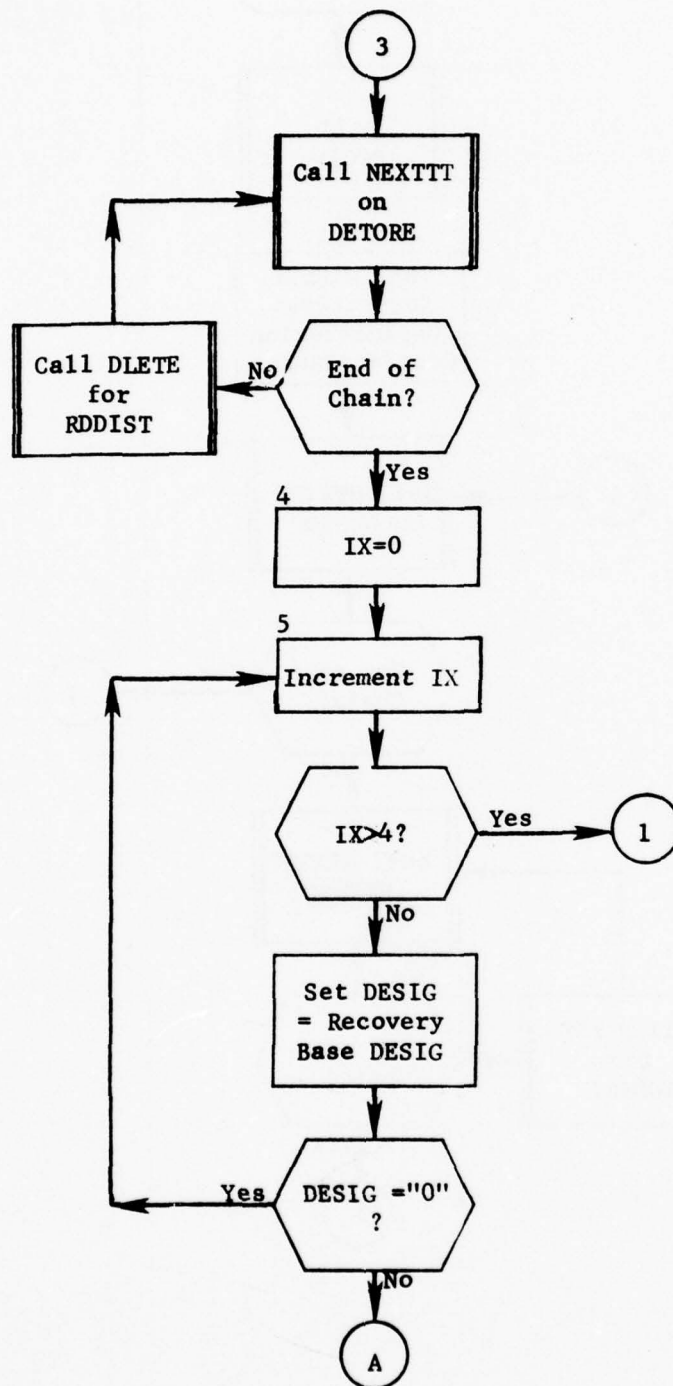 3
Call NEXTTT
on
DETORE
Call DLETE
for
RDDIST
No
End of
Chain?
Yes
4
IX=0
5
Increment IX
IX>4?
Yes
1
No
Set DESIG
= Recovery
Base DESIG
Yes
DESIG ="0"
?
No
A